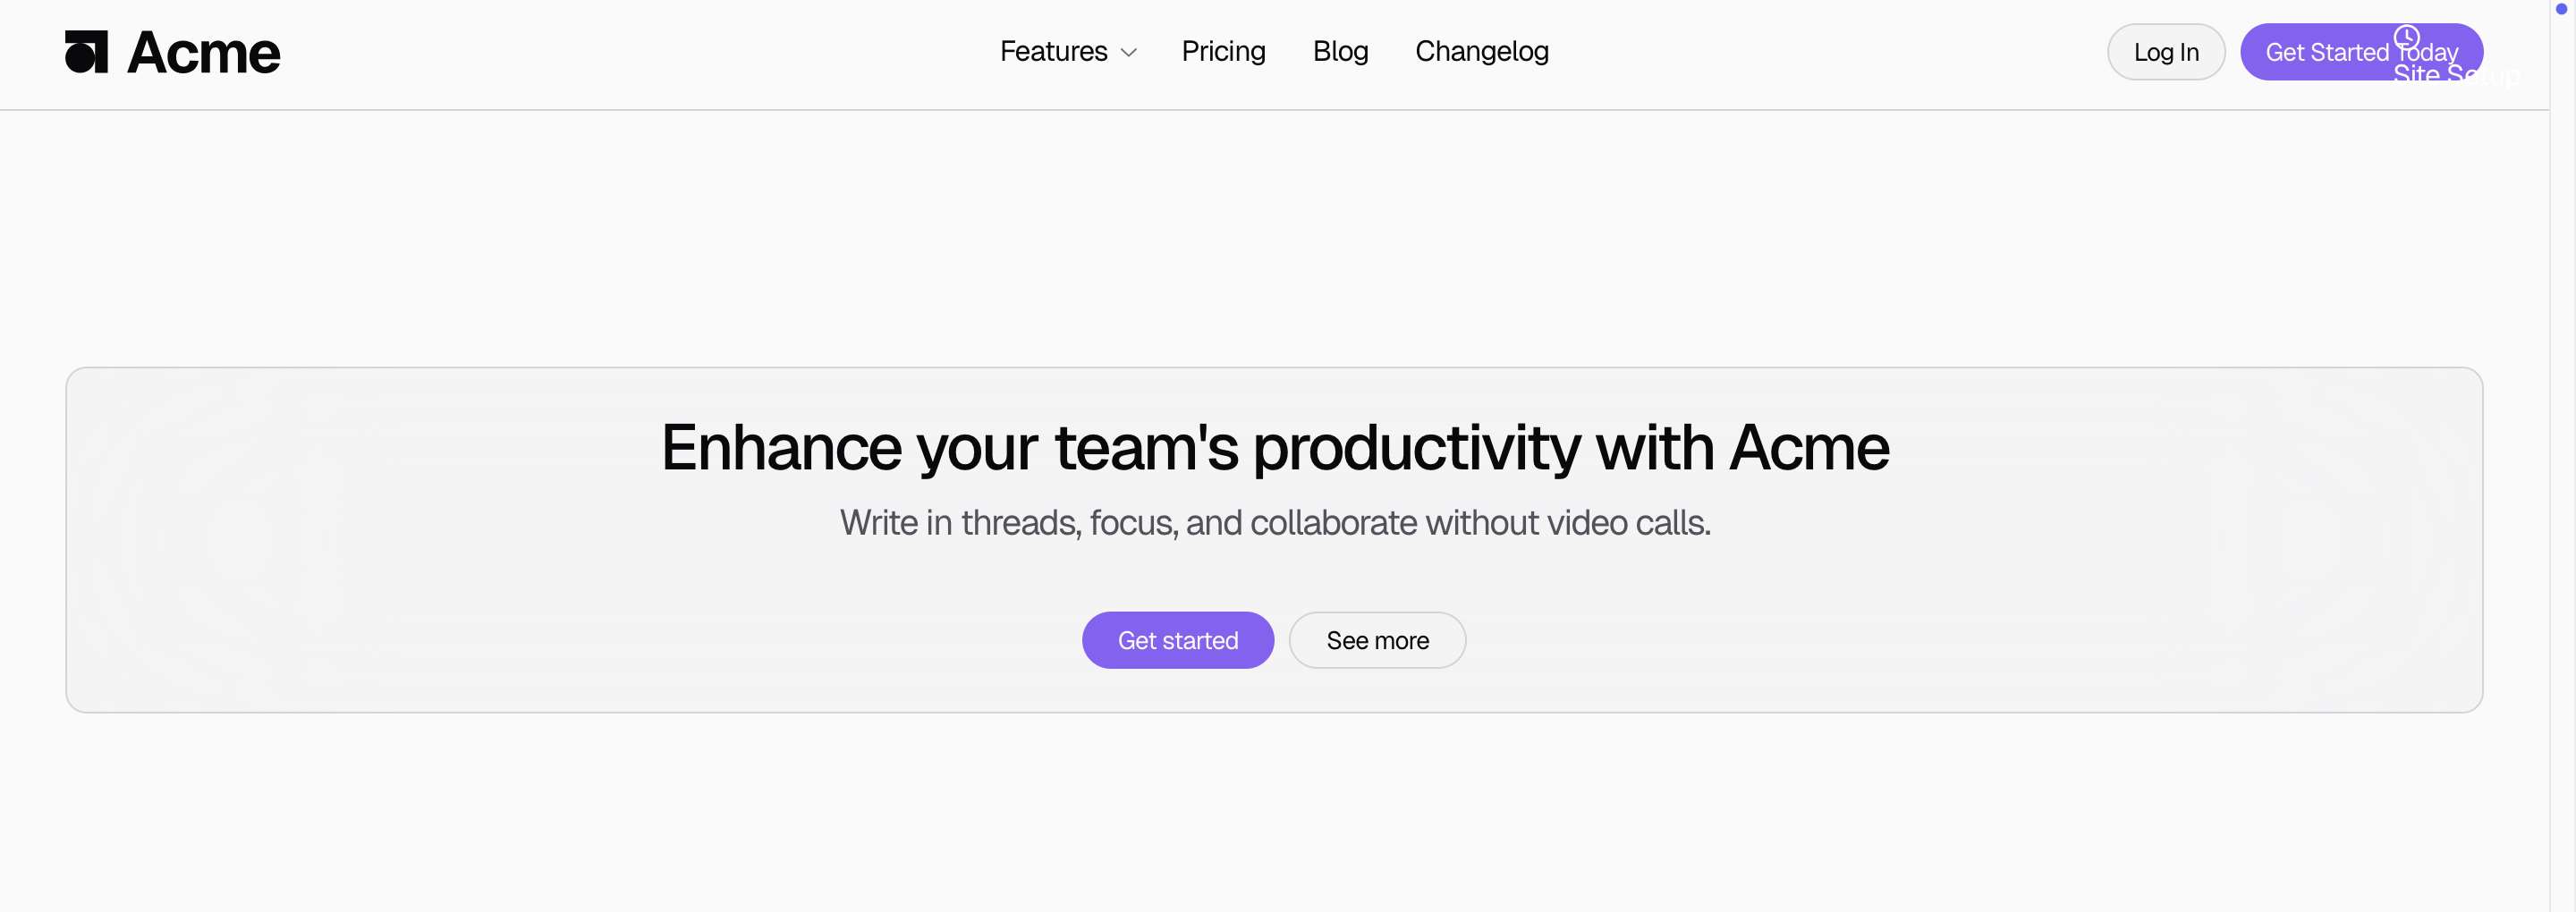 Acme
Features
Pricing
Blog
Changelog
Log In
Get Started Today
Site Setup
Enhance your team's productivity with Acme
Write in threads, focus, and collaborate without video calls.
Get started
See more